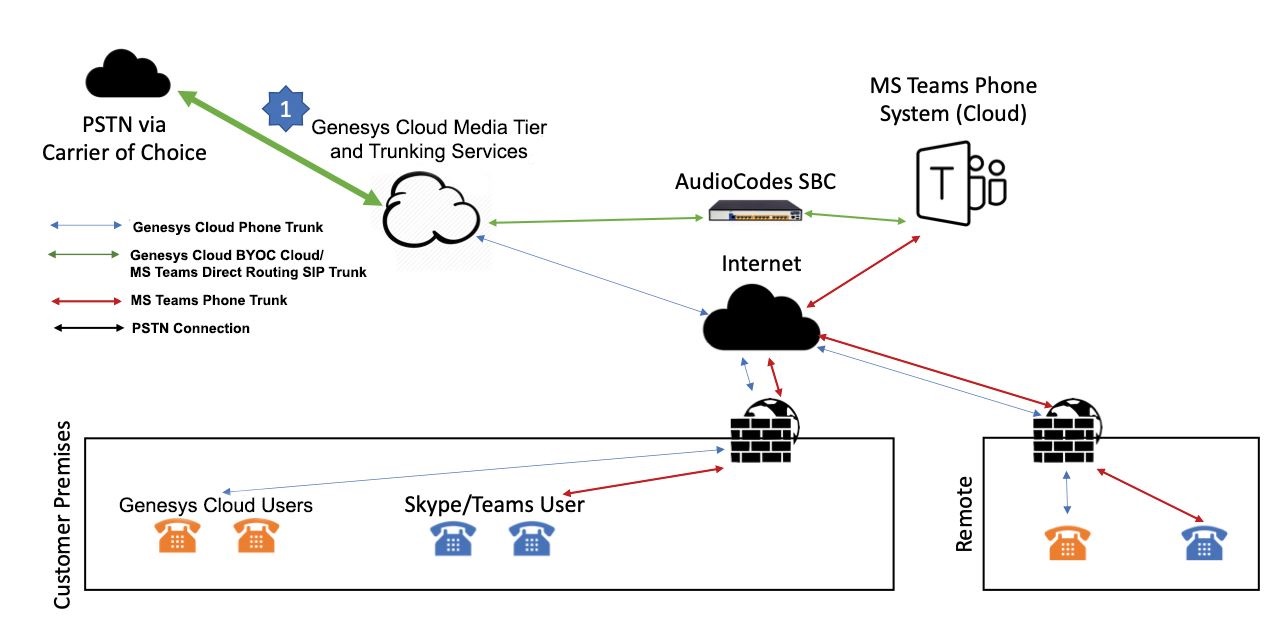 MS Teams Phone
System (Cloud)
1
PSTN via
Carrier of Choice
Genesys Cloud Media Tier
and Trunking Services
AudioCodes SBC
T
Genesys Cloud Phone Trunk
Genesys Cloud BYOC Cloud/
MS Teams Direct Routing SIP Trunk
MS Teams Phone Trunk
PSTN Connection
Internet
Customer Premises
Genesys Cloud Users
Skype/Teams User
Remote